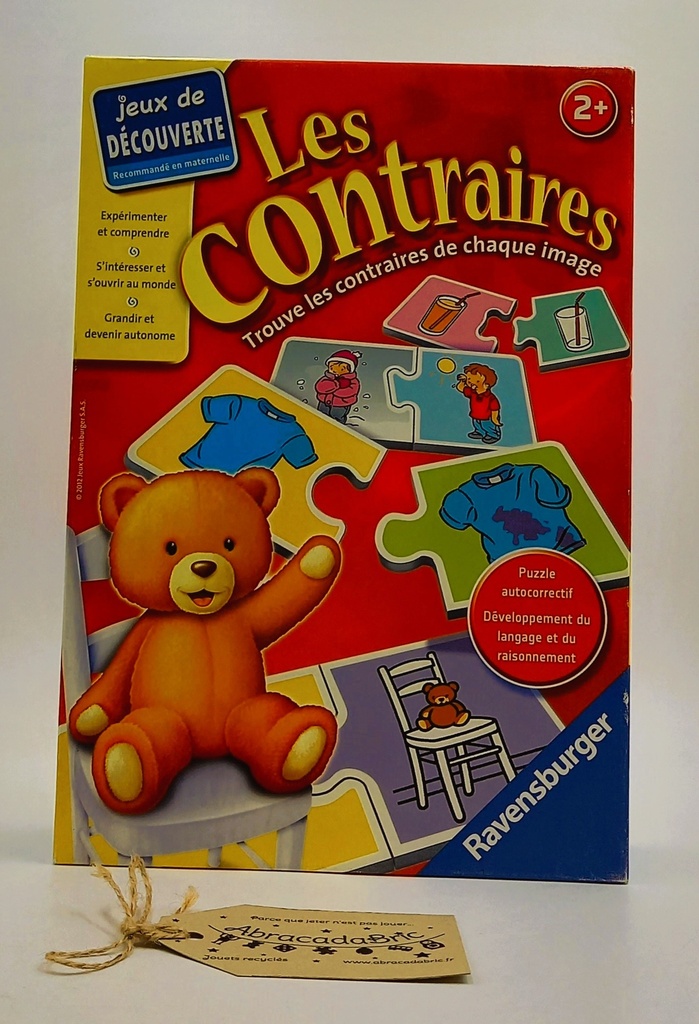 jeux de
DÉCOUVERTE
Recommandé en maternelle
2+
Les
contraires
Trouve les contraires de chaque image
Expérimenter
et comprendre
S'intéresser et
s'ouvrir au monde
Grandir et
devenir autonome
© 2012 Jeux Ravensburger S.A.S.
Puzzle
autocorrectif
Développement du
langage et du
raisonnement
Ravensburger
Parce que jeter n'est pas jouer...
AbracadaBric
Jouets recyclés
www.abracadabric.fr